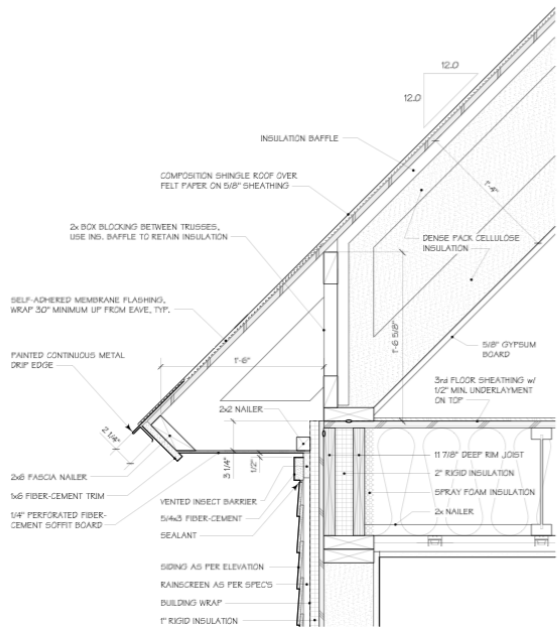 12.0
12.0
INSULATION BAFFLE
COMPOSITION SHINGLE ROOF OVER
FELT PAPER ON 5/8" SHEATHING
1'-4"
2x BOX BLOCKING BETWEEN TRUSSES,
USE INS. BAFFLE TO RETAIN INSULATION
DENSE PACK CELLULOSE
INSULATION
SELF-ADHERED MEMBRANE FLASHING,
WRAP 30" MINIMUM UP FROM EAVE, TYP.
1'-6 5/8"
5/8" GYPSUM
BOARD
PAINTED CONTINUOUS METAL
DRIP EDGE
1'-6"
3rd FLOOR SHEATHING w/
1/2" MIN. UNDERLAYMENT
ON TOP
2x2 NAILER
2 1/4"
11 7/8" DEEP RIM JOIST
2" RIGID INSULATION
SPRAY FOAM INSULATION
2x NAILER
3 1/4"
1/2"
2x8 FASCIA NAILER
1x6 FIBER-CEMENT TRIM
1/4" PERFORATED FIBER-
CEMENT SOFFIT BOARD
VENTED INSECT BARRIER
5/4x3 FIBER-CEMENT
SEALANT
SIDING AS PER ELEVATION
RAINSCREEN AS PER SPEC'S
BUILDING WRAP
1" RIGID INSULATION